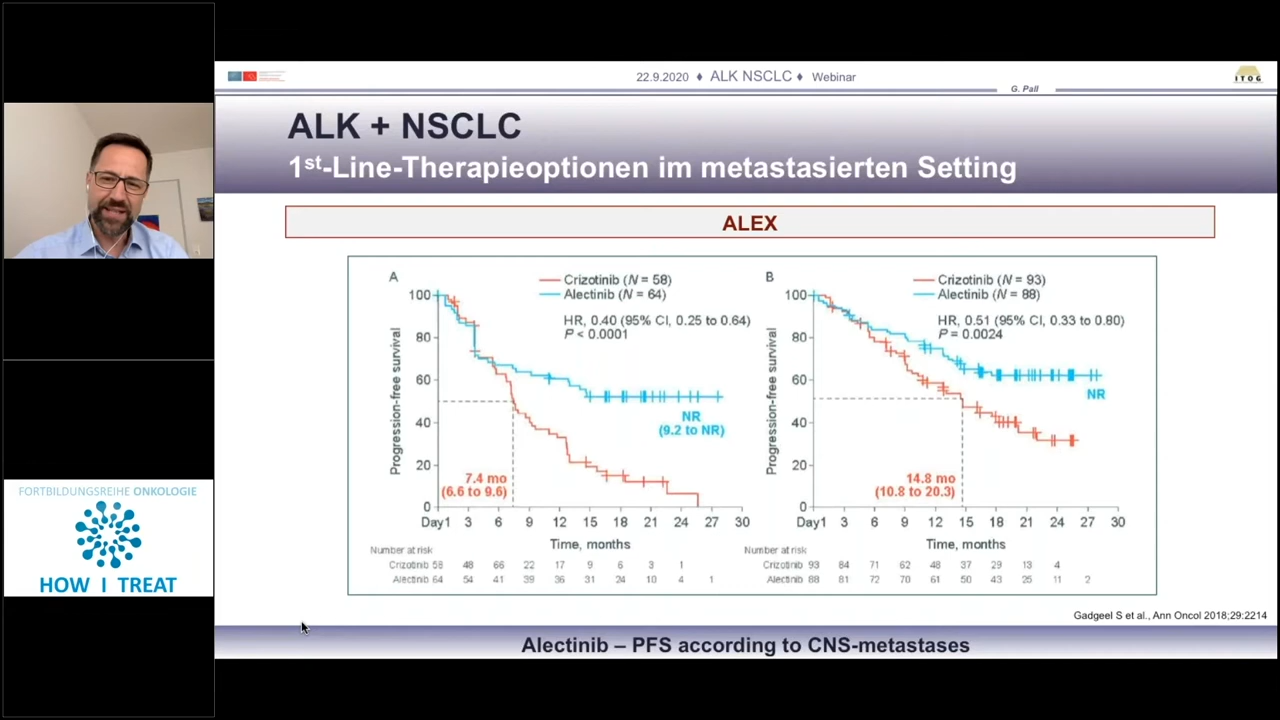 22.9.2020 ♦ ALK NSCLC ♦ Webinar
G. Pall
ITOG
ALK + NSCLC
1st-Line-Therapieoptionen im metastasierten Setting
ALEX
A
Crizotinib (N = 58)
Alectinib (N = 64)
HR, 0.40 (95% CI, 0.25 to 0.64)
P < 0.0001
Progression-free survival
100
80
60
40
20
0
NR
(9.2 to NR)
7.4 mo
(6.6 to 9.6)
Day1 3 6 9 12 15 18 21 24 27 30
Time, months
Number at risk
Crizotinib 58 48 66 22 17 9 6 3 1
Alectinib 64 54 41 39 36 31 24 10 4 1
B
Crizotinib (N = 93)
Alectinib (N = 88)
HR, 0.51 (95% CI, 0.33 to 0.80)
P = 0.0024
Progression-free survival
100
80
60
40
20
0
NR
14.8 mo
(10.8 to 20.3)
Day1 3 6 9 12 15 18 21 24 27 30
Time, months
Number at risk
Crizotinib 93 84 71 62 48 37 29 13 4
Alectinib 88 81 72 70 61 50 43 25 11 2
Gadgeel S et al., Ann Oncol 2018;29:2214
Alectinib – PFS according to CNS-metastases
FORTBILDUNGSREIHE ONKOLOGIE
HOW I TREAT